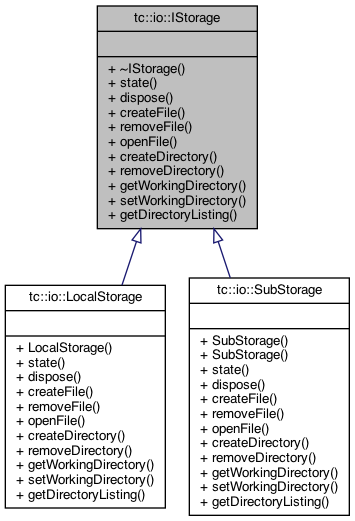 tc::io::IStorage
+ ~IStorage()
+ state()
+ dispose()
+ createFile()
+ removeFile()
+ openFile()
+ createDirectory()
+ removeDirectory()
+ getWorkingDirectory()
+ setWorkingDirectory()
+ getDirectoryListing()
tc::io::LocalStorage
+ LocalStorage()
+ state()
+ dispose()
+ createFile()
+ removeFile()
+ openFile()
+ createDirectory()
+ removeDirectory()
+ getWorkingDirectory()
+ setWorkingDirectory()
+ getDirectoryListing()
tc::io::SubStorage
+ SubStorage()
+ SubStorage()
+ state()
+ dispose()
+ createFile()
+ removeFile()
+ openFile()
+ createDirectory()
+ removeDirectory()
+ getWorkingDirectory()
+ setWorkingDirectory()
+ getDirectoryListing()